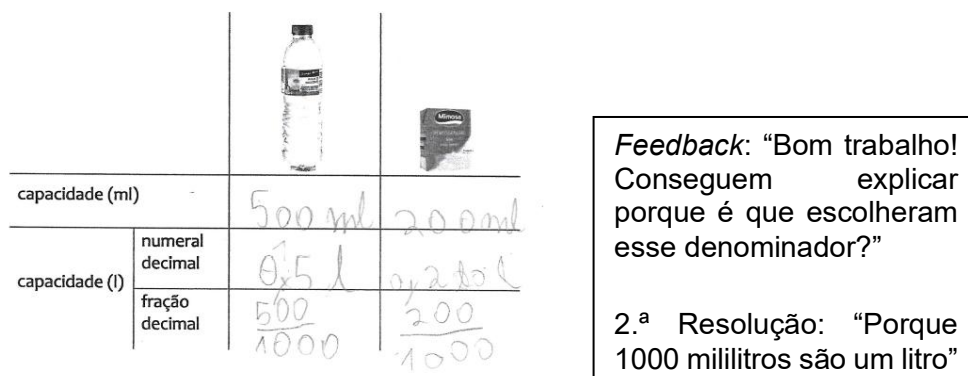 Mimosa
capacidade (ml)
500 ml
200 ml
capacidade (l)
numeral
decimal
0,5 l
fração
decimal
500
1000
200
1000
Feedback: “Bom trabalho!
Conseguem explicar
porque é que escolheram
esse denominador?”
2.ª Resolução: “Porque
1000 mililitros são um litro”